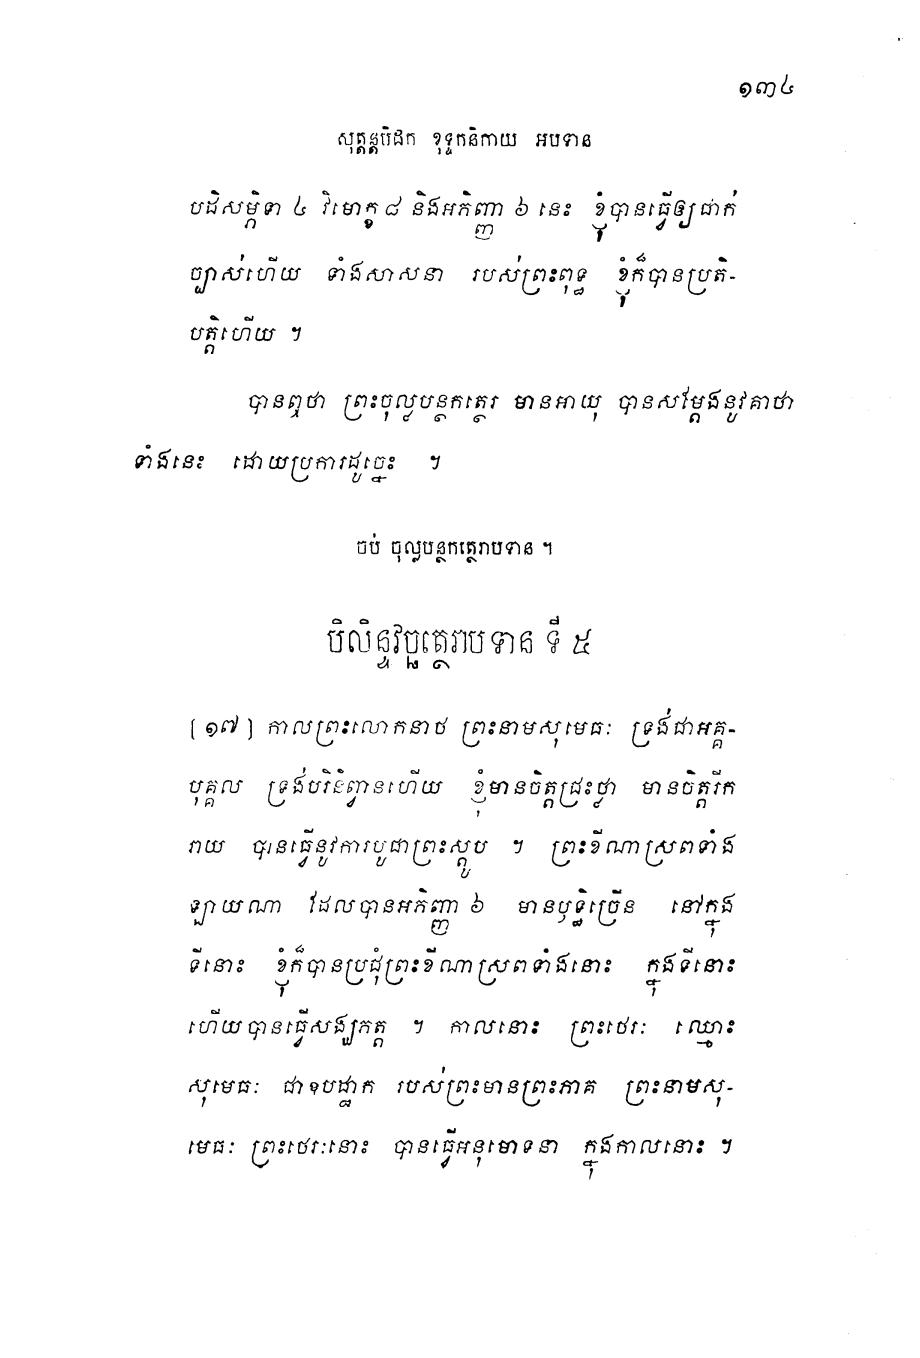 ១៣៤
សុត្តន្តបិដក ខុទ្ទកនិកាយ អបទាន
បដិសម្ភិទា ៤ វិមោក្ខ ៨ និងអភិញ្ញា ៦ នេះ ខ្ញុំបានធ្វើឲ្យជាក់
ច្បាស់ហើយ ទាំងសាសនា របស់ព្រះពុទ្ធ ខ្ញុំក៏បានប្រតិ-
បត្តិហើយ ។
បានឮថា ព្រះចុល្លបន្ថកត្ថេរ មានអាយុ បានសម្តែងនូវគាថា
ទាំងនេះ ដោយប្រការដូច្នេះ ។
ចប់ ចុល្លបន្ថកត្ថេរាបទាន ។
បិលិន្ទវច្ឆត្ថេរាបទាន ទី ៥
[១៧] កាលព្រះលោកនាថ ព្រះនាមសុមេធៈ ទ្រង់ជាអគ្គ-
បុគ្គល ទ្រង់បរិនិព្វានហើយ ខ្ញុំមានចិត្តជ្រះថ្លា មានចិត្តរីក
រាយ បានធ្វើនូវការបូជាព្រះស្តូប ។ ព្រះខីណាស្រពទាំង
ឡាយណា ដែលបានអភិញ្ញា ៦ មានឫទ្ធិច្រើន នៅក្នុង
ទីនោះ ខ្ញុំក៏បានប្រជុំព្រះខីណាស្រពទាំងនោះ ក្នុងទីនោះ
ហើយបានធ្វើសង្ឃភត្ត ។ កាលនោះ ព្រះថេរៈ ឈ្មោះ
សុមេធៈ ជាឧបដ្ឋាក របស់ព្រះមានព្រះភាគ ព្រះនាមសុ-
មេធៈ ព្រះថេរៈនោះ បានធ្វើអនុមោទនា ក្នុងកាលនោះ ។